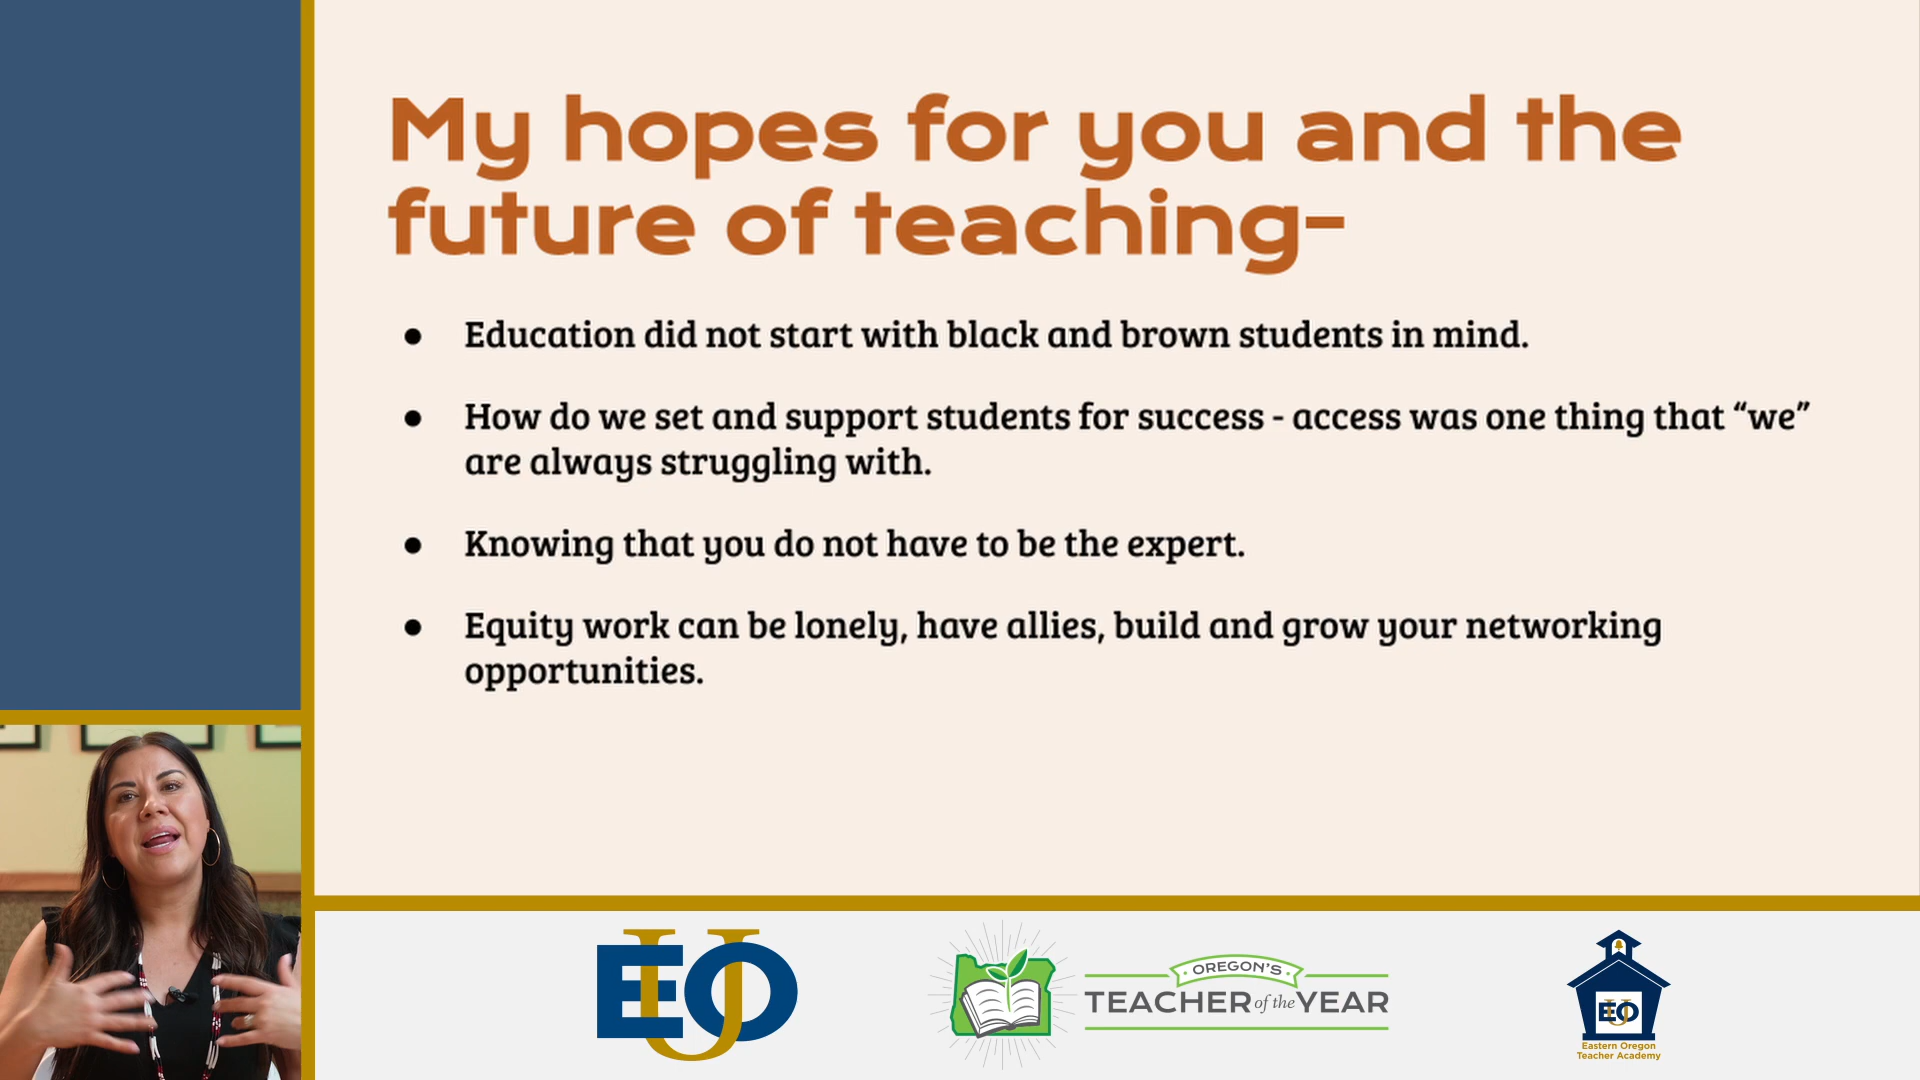 My hopes for you and the
future of teaching-
● Education did not start with black and brown students in mind.
● How do we set and support students for success - access was one thing that “we”
are always struggling with.
● Knowing that you do not have to be the expert.
● Equity work can be lonely, have allies, build and grow your networking
opportunities.
EOU
OREGON'S
TEACHER of the YEAR
EOU
Eastern Oregon
Teacher Academy